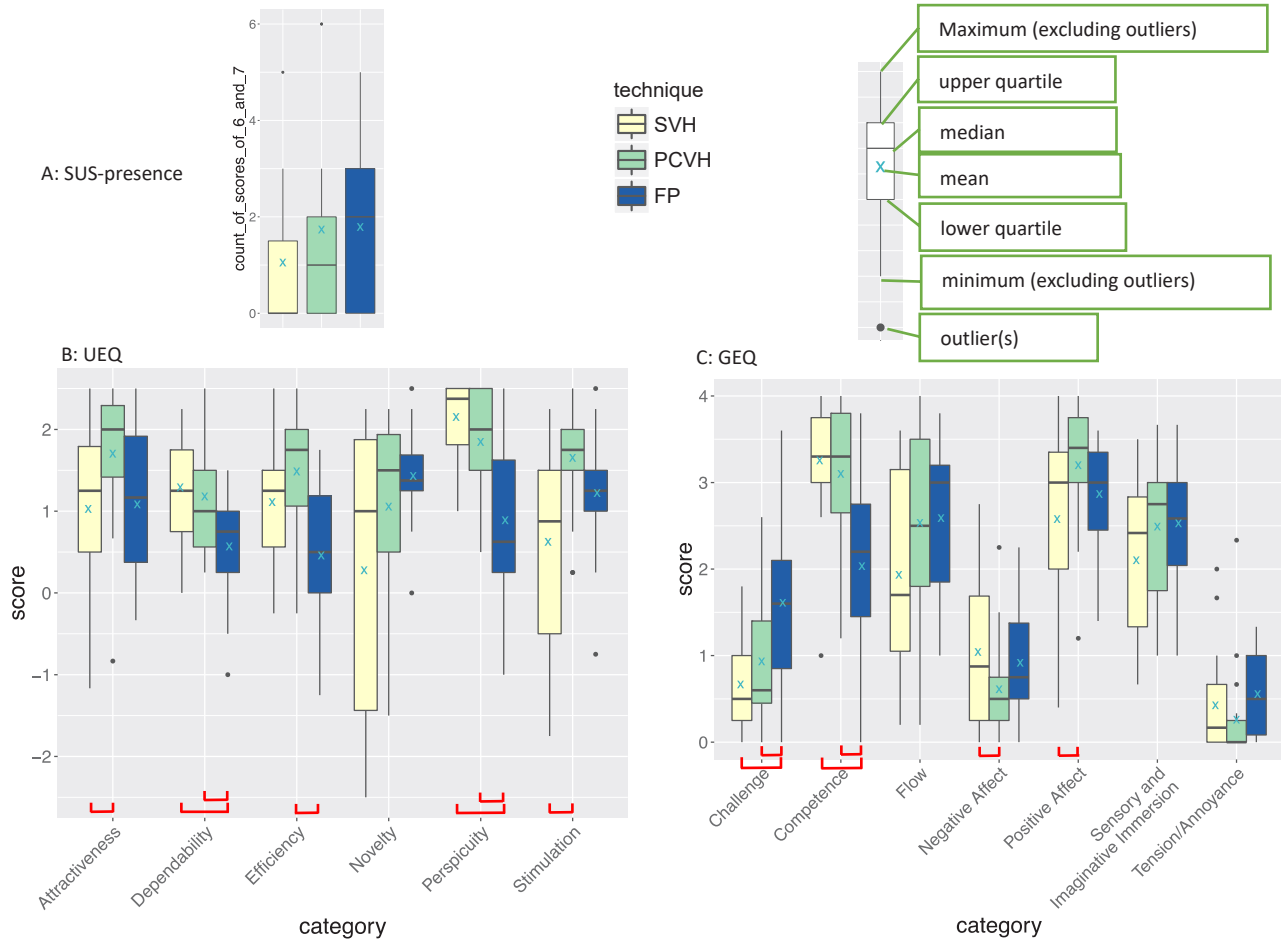 6
4
2
0
count_of_scores_of_6_and_7
x
x
x
A: SUS-presence
technique
SVH
PCVH
FP
x
Maximum (excluding outliers)
upper quartile
median
mean
lower quartile
minimum (excluding outliers)
outlier(s)
B: UEQ
2
1
0
−1
−2
score
x x x
x x x
x x x
x x x
x x x
x x x
Attractiveness
Dependability
Efficiency
Novelty
Perspicuity
Stimulation
category
C: GEQ
4
3
2
1
0
score
x x x
x x x
x x x
x x x
x x x
x x x
x x x
Challenge
Competence
Flow
Negative Affect
Positive Affect
Sensory and
Imaginative Immersion
Tension/Annoyance
category